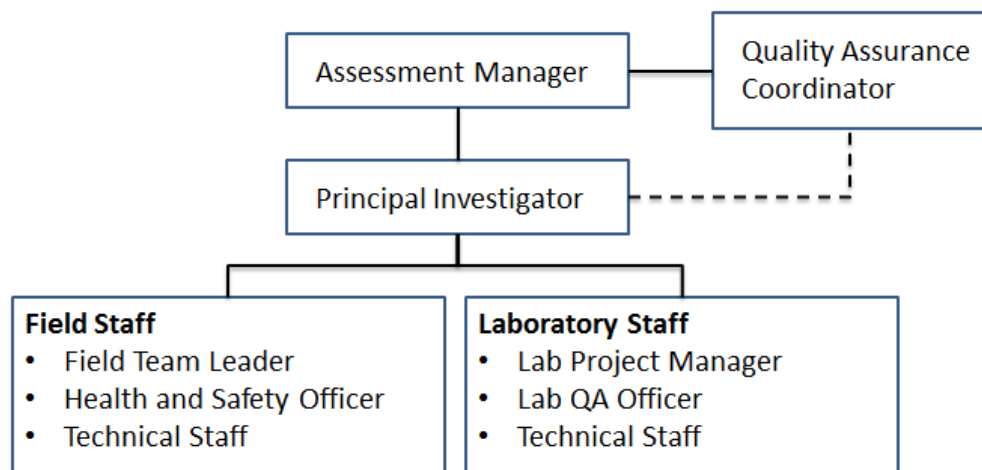 Assessment Manager
Quality Assurance
Coordinator
Principal Investigator
Field Staff
• Field Team Leader
• Health and Safety Officer
• Technical Staff
Laboratory Staff
• Lab Project Manager
• Lab QA Officer
• Technical Staff